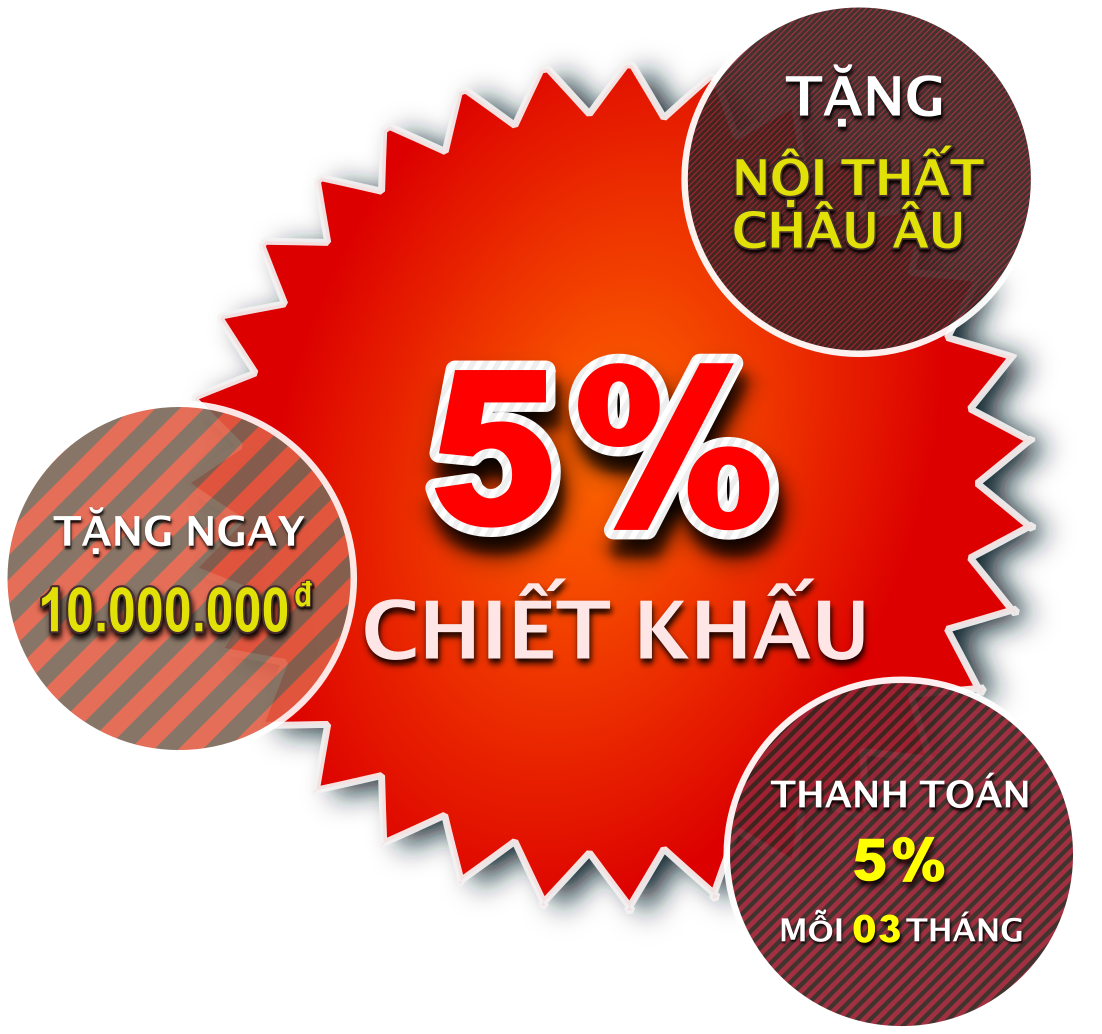 TẶNG
NỘI THẤT
CHÂU ÂU
5%
CHIẾT KHẤU
TẶNG NGAY
10.000.000đ
THANH TOÁN
5%
MỖI 03 THÁNG